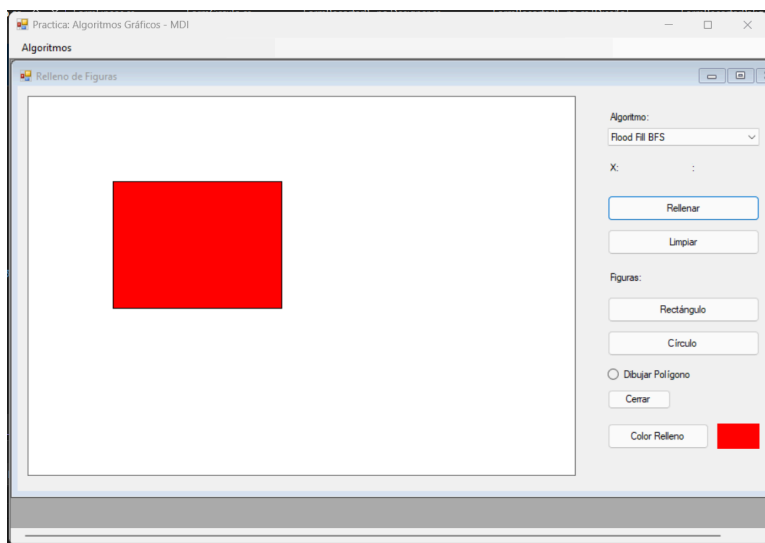 Practica: Algoritmos Gráficos - MDI
Algoritmos
Relleno de Figuras
Algoritmo:
Flood Fill BFS
X: :
Rellenar
Limpiar
Figuras:
Rectángulo
Círculo
Dibujar Polígono
Cerrar
Color Relleno